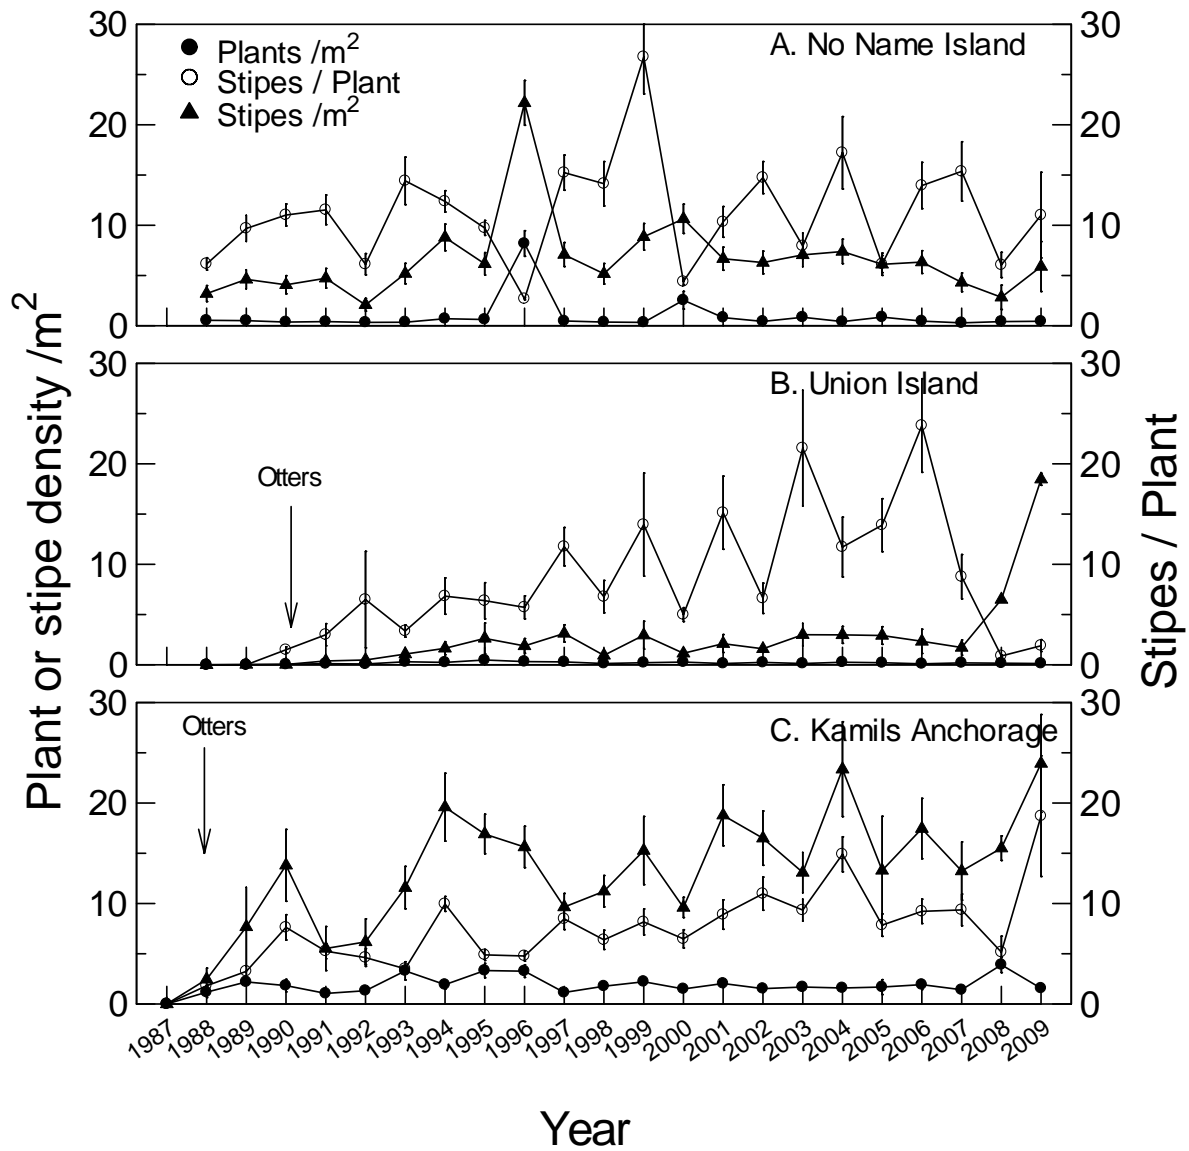 30 30
A. No Name Island
Plants /m²
Stipes / Plant
Stipes /m²
20 20
10 10
0 0
30 30
B. Union Island
20 20
Otters
10 10
0 0
30 30
C. Kamils Anchorage
Otters
20 20
10 10
0 0
Plant or stipe density /m²
Stipes / Plant
1987 1988 1989 1990 1991 1992 1993 1994 1995 1996 1997 1998 1999 2000 2001 2002 2003 2004 2005 2006 2007 2008 2009
Year